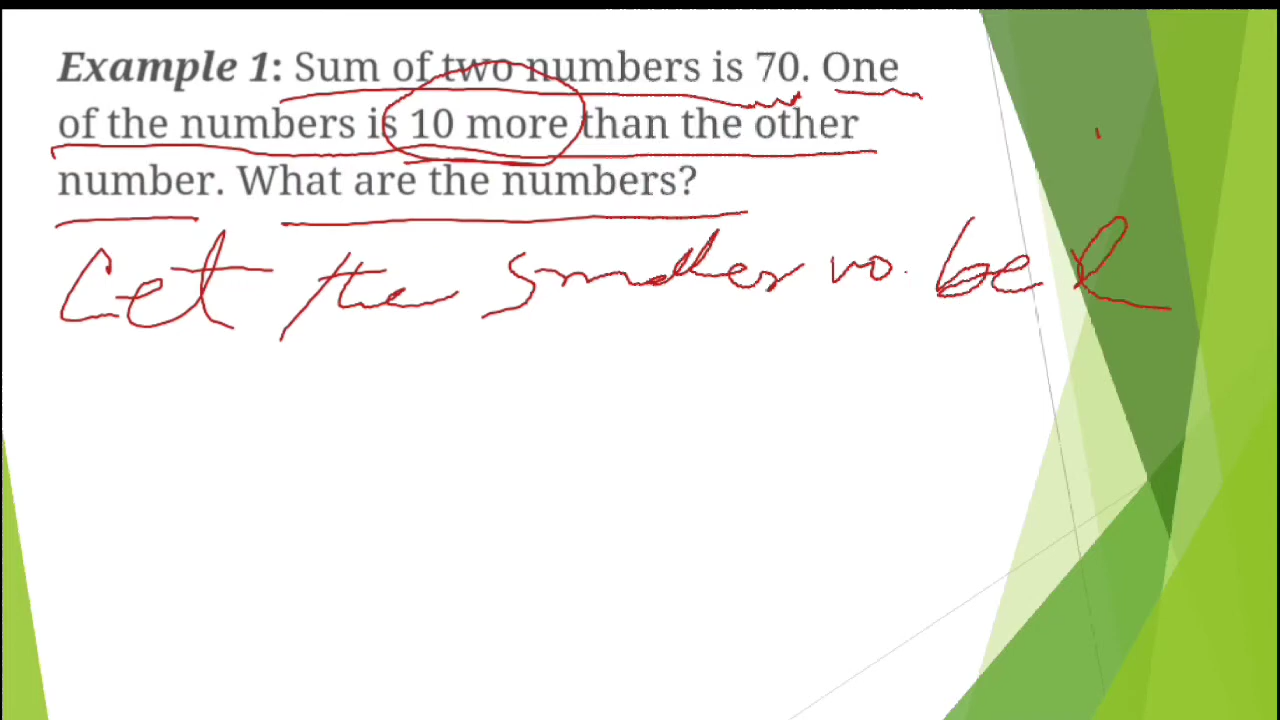 Example 1: Sum of two numbers is 70. One
of the numbers is 10 more than the other
number. What are the numbers?
Let the smaller no. be l